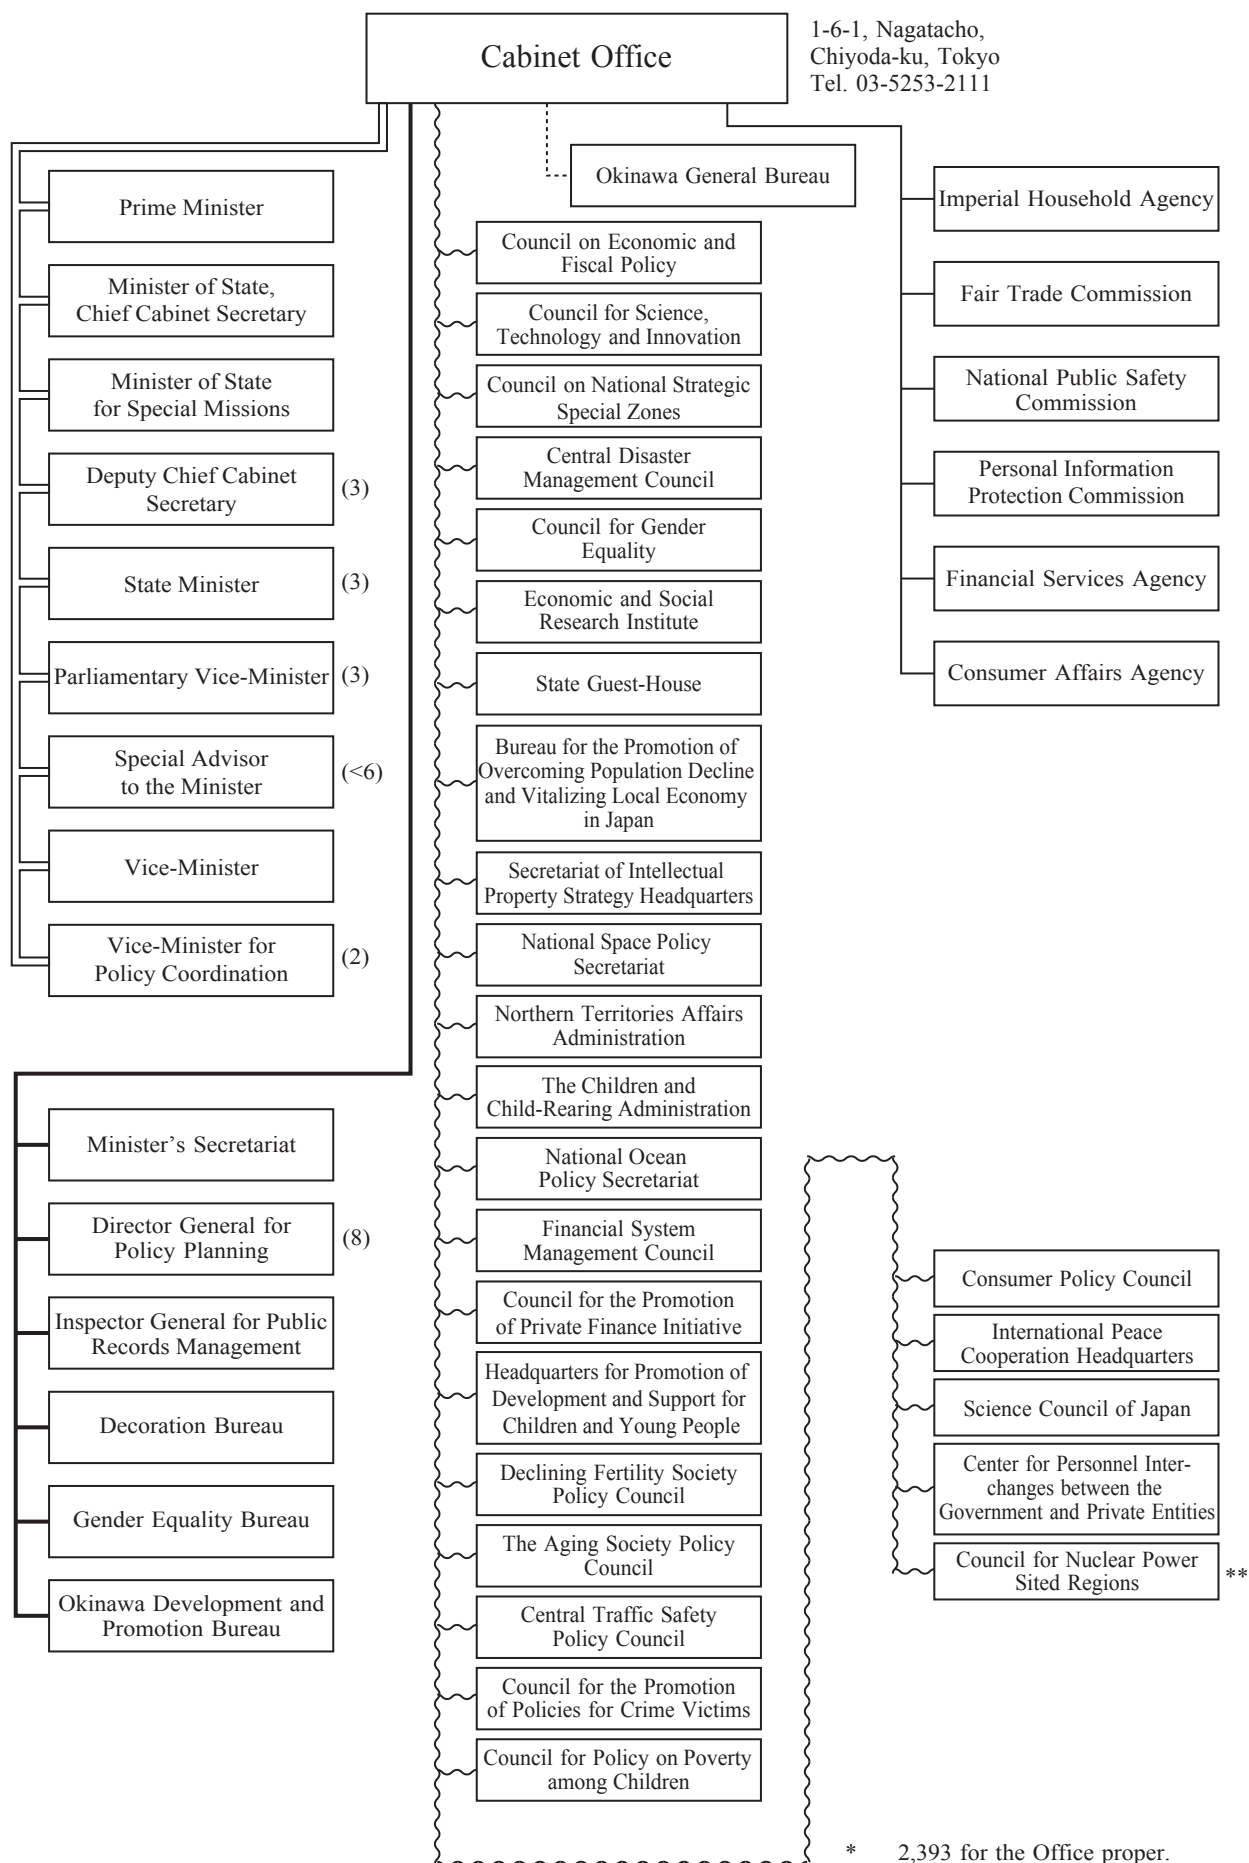 Cabinet Office
1-6-1, Nagatacho,
Chiyoda-ku, Tokyo
Tel. 03-5253-2111
Prime Minister
Minister of State,
Chief Cabinet Secretary
Minister of State
for Special Missions
Deputy Chief Cabinet
Secretary
(3)
State Minister
(3)
Parliamentary Vice-Minister
(3)
Special Advisor
to the Minister
(<6)
Vice-Minister
Vice-Minister for
Policy Coordination
(2)
Minister's Secretariat
Director General for
Policy Planning
(8)
Inspector General for Public
Records Management
Decoration Bureau
Gender Equality Bureau
Okinawa Development and
Promotion Bureau
Okinawa General Bureau
Council on Economic and
Fiscal Policy
Council for Science,
Technology and Innovation
Council on National Strategic
Special Zones
Central Disaster
Management Council
Council for Gender
Equality
Economic and Social
Research Institute
State Guest-House
Bureau for the Promotion of
Overcoming Population Decline
and Vitalizing Local Economy
in Japan
Secretariat of Intellectual
Property Strategy Headquarters
National Space Policy
Secretariat
Northern Territories Affairs
Administration
The Children and
Child-Rearing Administration
National Ocean
Policy Secretariat
Financial System
Management Council
Council for the Promotion
of Private Finance Initiative
Headquarters for Promotion of
Development and Support for
Children and Young People
Declining Fertility Society
Policy Council
The Aging Society Policy
Council
Central Traffic Safety
Policy Council
Council for the Promotion
of Policies for Crime Victims
Council for Policy on Poverty
among Children
Imperial Household Agency
Fair Trade Commission
National Public Safety
Commission
Personal Information
Protection Commission
Financial Services Agency
Consumer Affairs Agency
Consumer Policy Council
International Peace
Cooperation Headquarters
Science Council of Japan
Center for Personnel Inter-
changes between the
Government and Private Entities
Council for Nuclear Power
Sited Regions
**
* 2,393 for the Office proper.